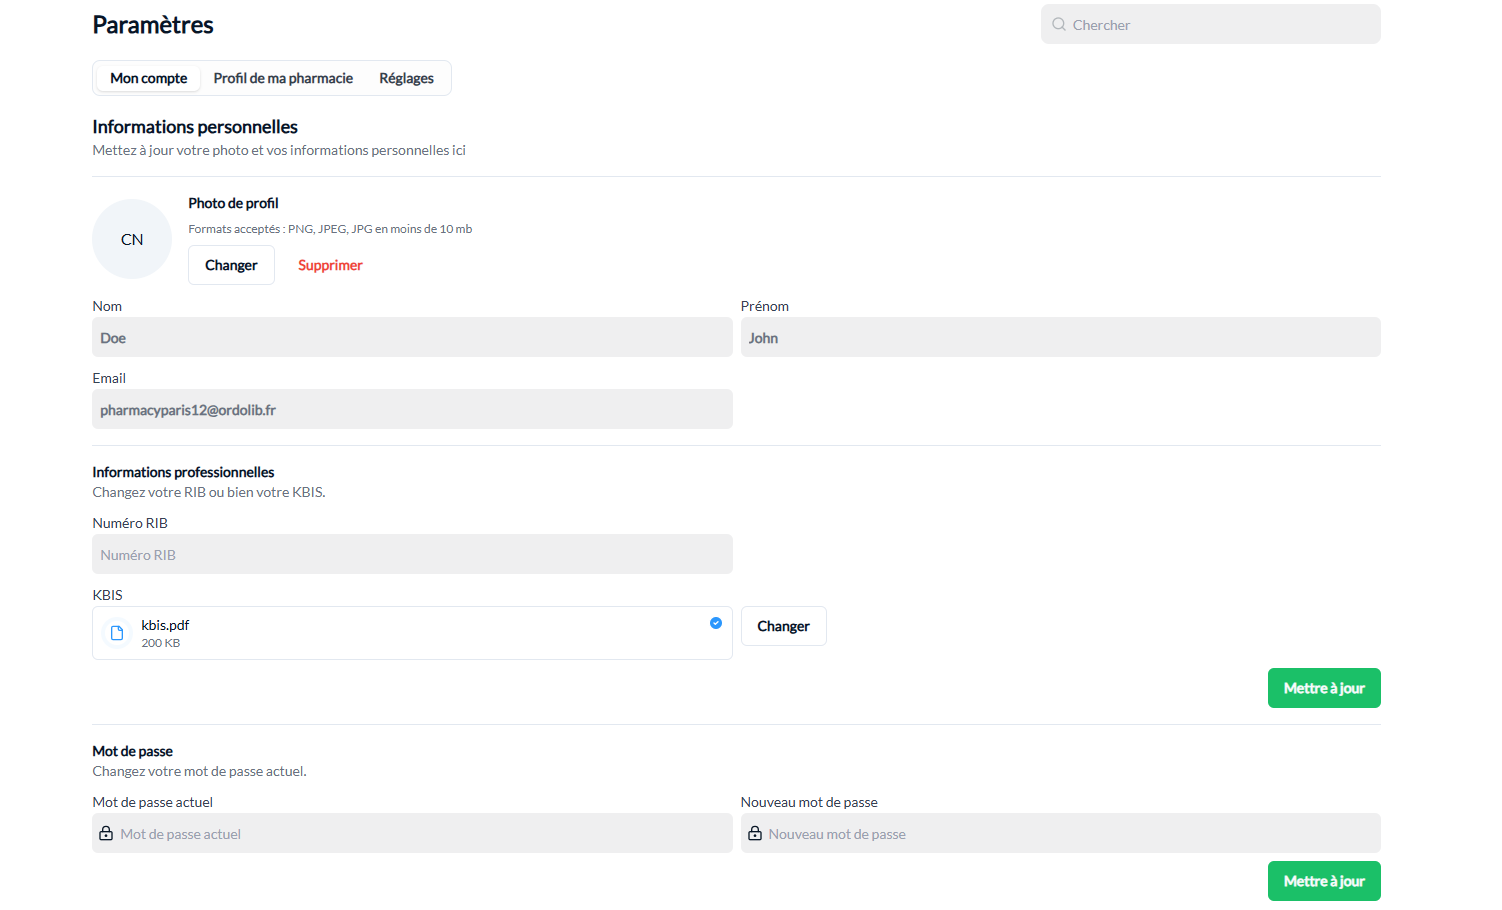 Paramètres
Chercher
Mon compte
Profil de ma pharmacie
Réglages
Informations personnelles
Mettez à jour votre photo et vos informations personnelles ici
CN
Photo de profil
Formats acceptés : PNG, JPEG, JPG en moins de 10 mb
Changer
Supprimer
Nom
Prénom
Doe
John
Email
pharmacyparis12@ordolib.fr
Informations professionnelles
Changez votre RIB ou bien votre KBIS.
Numéro RIB
Numéro RIB
KBIS
kbis.pdf
200 KB
Changer
Mettre à jour
Mot de passe
Changez votre mot de passe actuel.
Mot de passe actuel
Nouveau mot de passe
Mot de passe actuel
Nouveau mot de passe
Mettre à jour